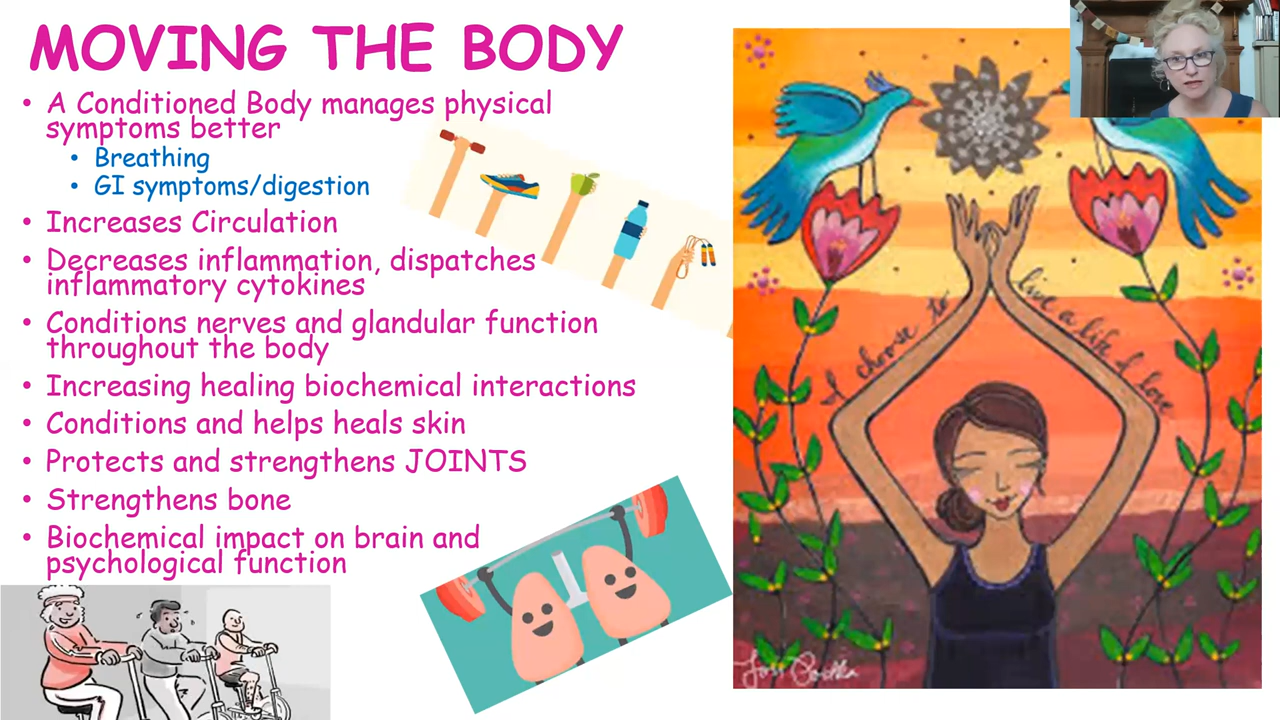 MOVING THE BODY
• A Conditioned Body manages physical
symptoms better
• Breathing
• GI symptoms/digestion
• Increases Circulation
• Decreases inflammation, dispatches
inflammatory cytokines
• Conditions nerves and glandular function
throughout the body
• Increasing healing biochemical interactions
• Conditions and helps heals skin
• Protects and strengthens JOINTS
• Strengthens bone
• Biochemical impact on brain and
psychological function
I choose to
live a life of love